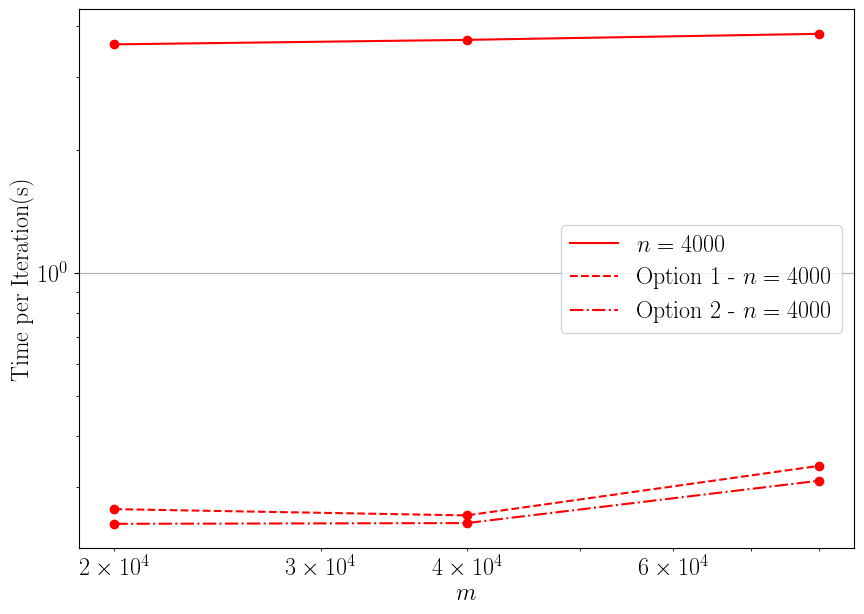 Time per Iteration(s)
10^0
n = 4000
Option 1 - n = 4000
Option 2 - n = 4000
2 × 10^4
3 × 10^4
4 × 10^4
6 × 10^4
m